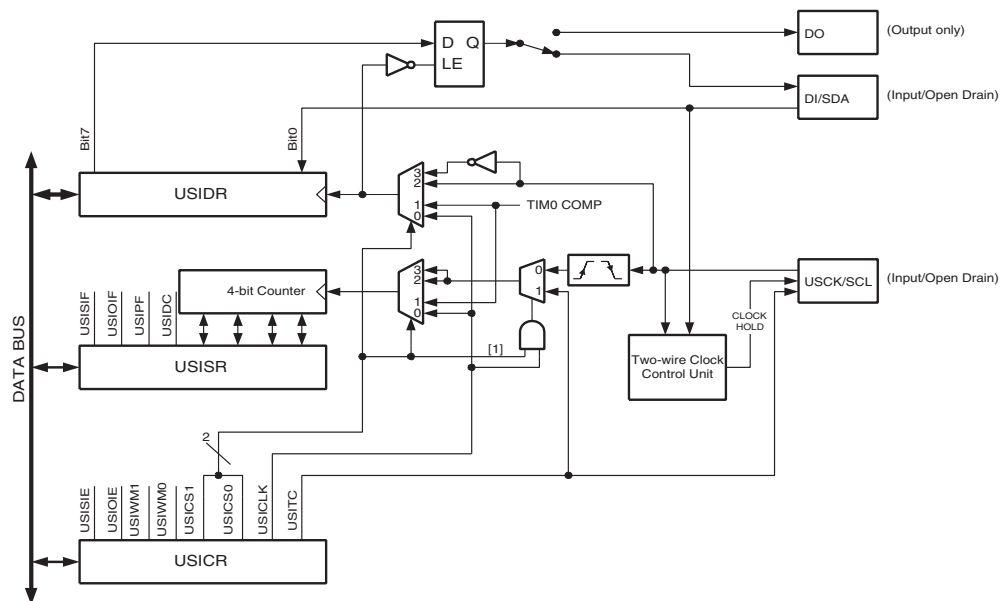 D Q
LE
DO
(Output only)
DI/SDA
(Input/Open Drain)
Bit7
Bit0
USIDR
3
2
1
0
TIM0 COMP
4-bit Counter
3
2
1
0
0
1
USCK/SCL
(Input/Open Drain)
CLOCK
HOLD
Two-wire Clock
Control Unit
[1]
USISIF
USIOIF
USIPF
USIDC
USISR
DATA BUS
2
USISIE
USIOIE
USIWM1
USIWM0
USICS1
USICS0
USICLK
USITC
USICR